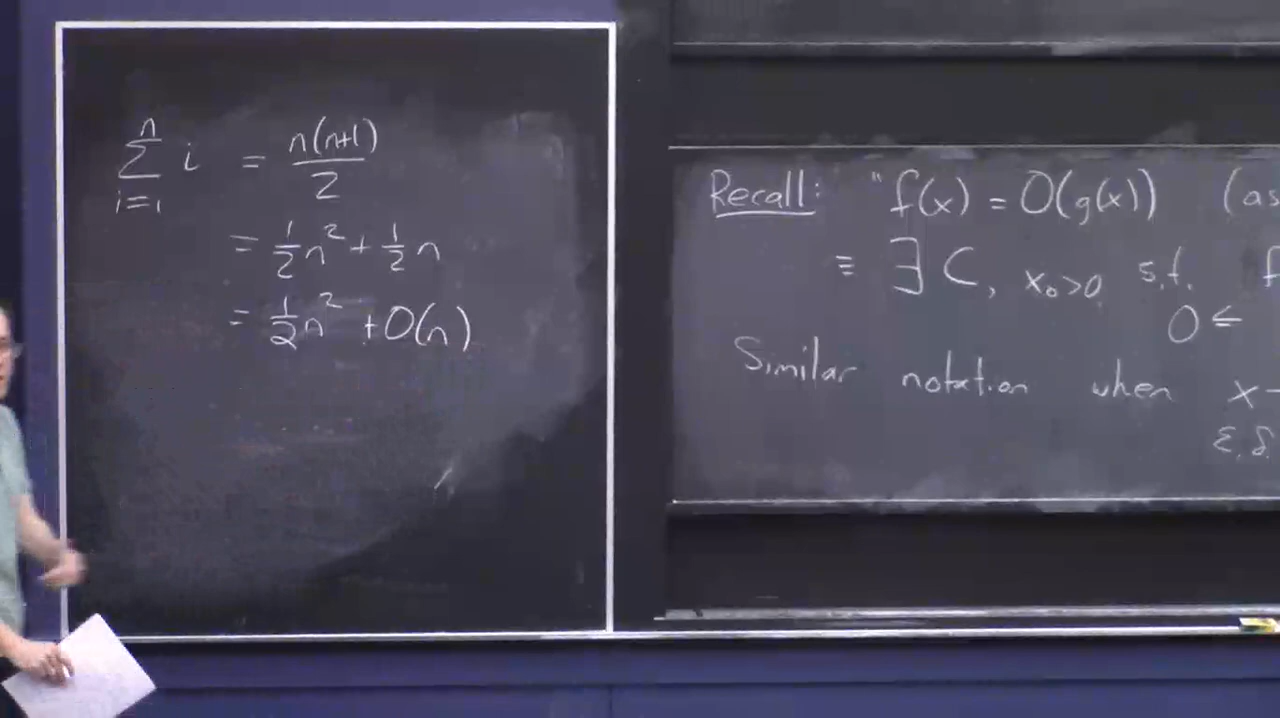 n
∑ i = n(n+1)/2
i=1
= 1/2 n² + 1/2 n
= 1/2 n² + O(n)
Recall: "f(x) = O(g(x)) (as
≡ ∃ C, x₀>0 s.t. f
0 ≤
Similar notation when x-
ε, δ